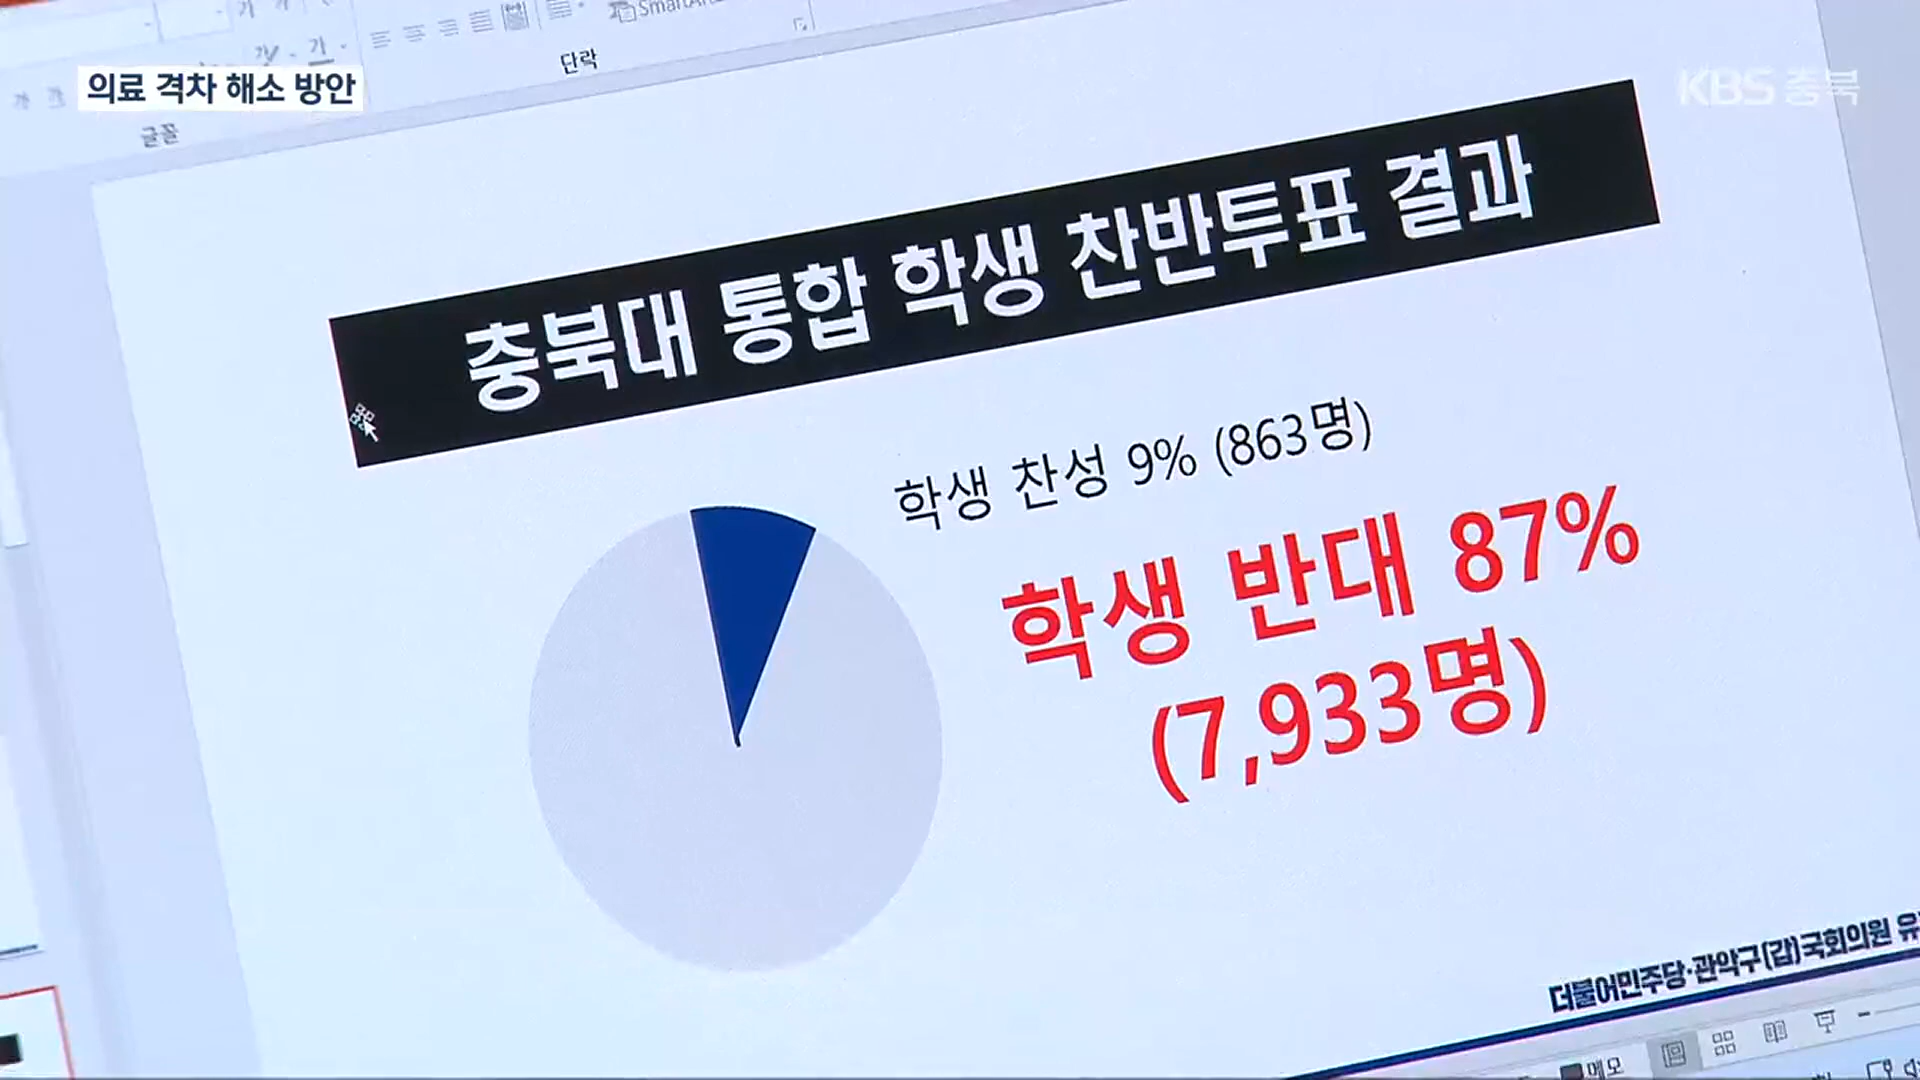 단락
의료 격차 해소 방안
KBS 충북
글꼴
충북대 통합 학생 찬반투표 결과
학생 찬성 9% (863명)
학생 반대 87%
(7,933명)
더불어민주당·관악구(갑)국회의원 유
메모